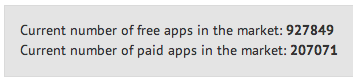 Current number of free apps in the market: 927849
Current number of paid apps in the market: 207071